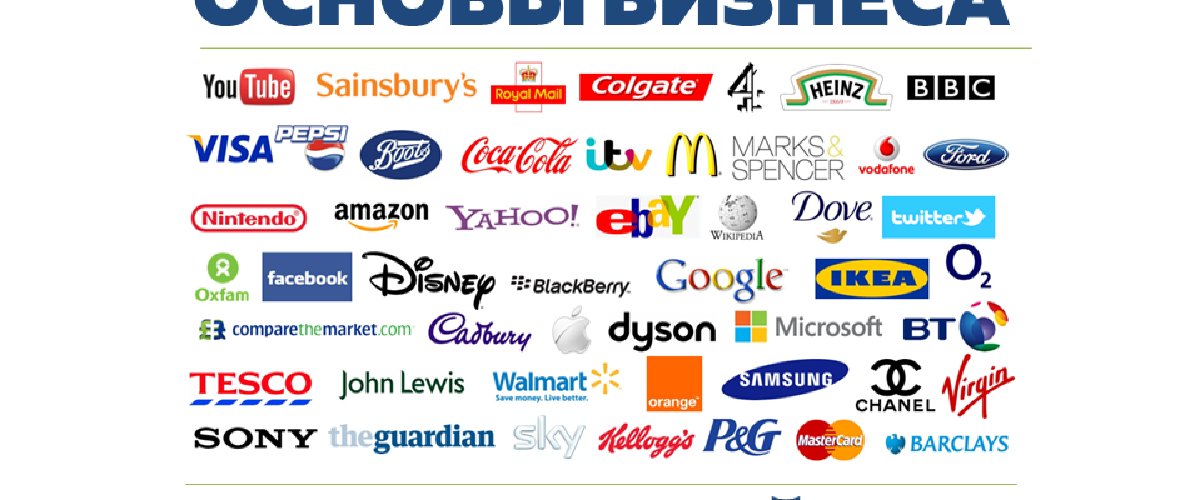 ОСНОВЫ БИЗНЕСА
YouTube Sainsbury's Royal Mail Colgate 4 HEINZ BBC
VISA PEPSI Boots Coca-Cola itv M MARKS & SPENCER vodafone Ford
Nintendo amazon YAHOO! ebaY WIKIPEDIA Dove twitter
Oxfam facebook Disney BlackBerry Google IKEA O2
comparethemarket.com Cadbury dyson Microsoft BT
TESCO John Lewis Walmart Save money. Live better. orange SAMSUNG CHANEL Virgin
SONY theguardian sky Kellogg's P&G MasterCard BARCLAYS